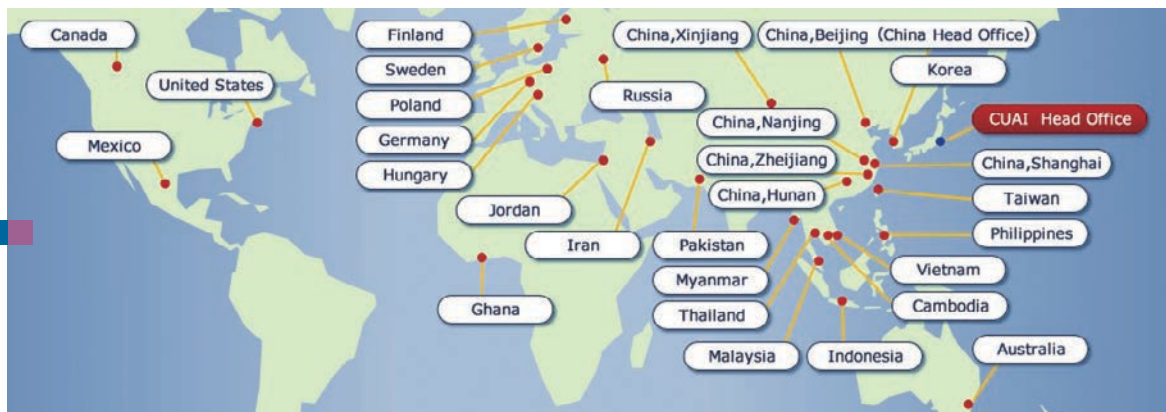 Canada
United States
Mexico
Finland
Sweden
Poland
Germany
Hungary
Jordan
Iran
Ghana
Russia
China,Xinjiang
China,Beijing (China Head Office)
Korea
CUAI Head Office
China,Nanjing
China,Zheijiang
China,Hunan
China,Shanghai
Taiwan
Philippines
Pakistan
Myanmar
Thailand
Malaysia
Vietnam
Cambodia
Indonesia
Australia